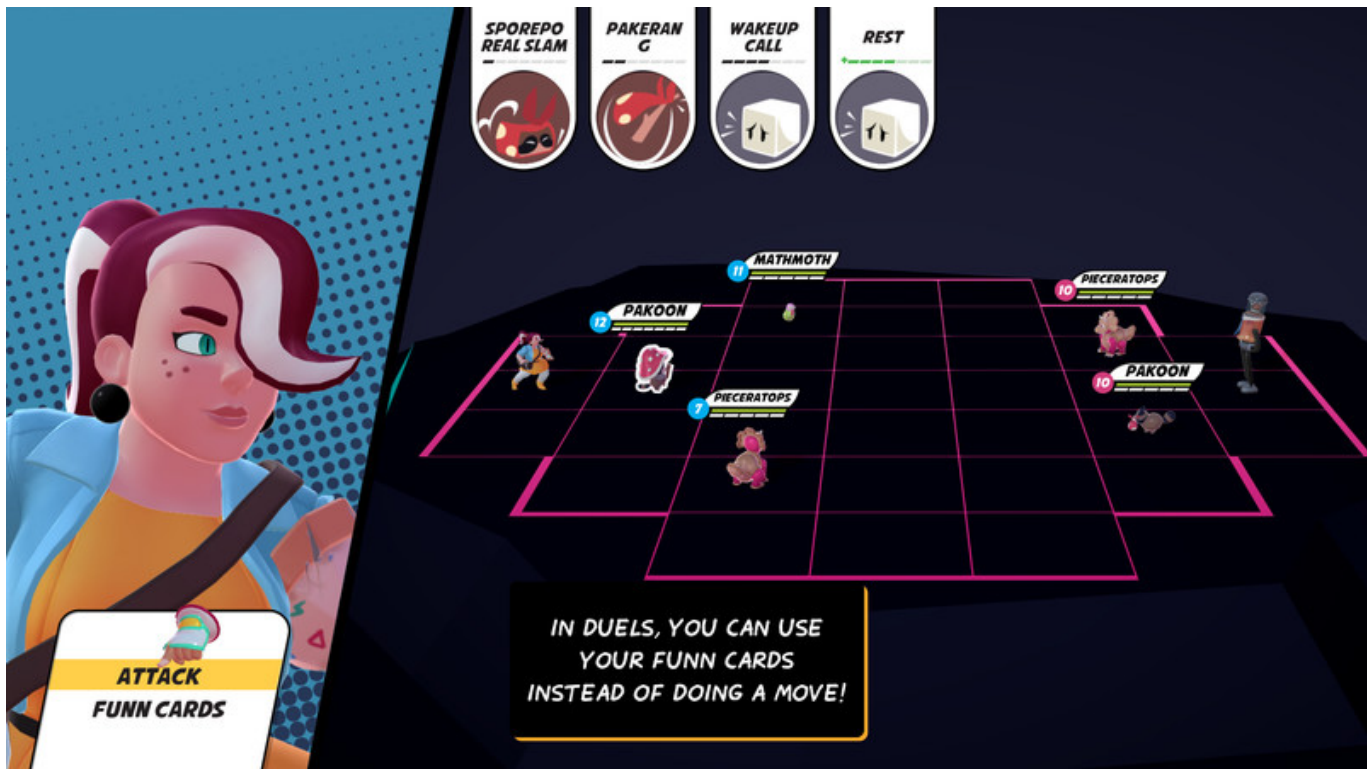 SPOREPO
REAL SLAM
PAKERAN
G
WAKEUP
CALL
REST
11 MATHMOTH
10 PIECERATOPS
12 PAKOON
10 PAKOON
7 PIECERATOPS
IN DUELS, YOU CAN USE
YOUR FUNN CARDS
INSTEAD OF DOING A MOVE!
ATTACK
FUNN CARDS